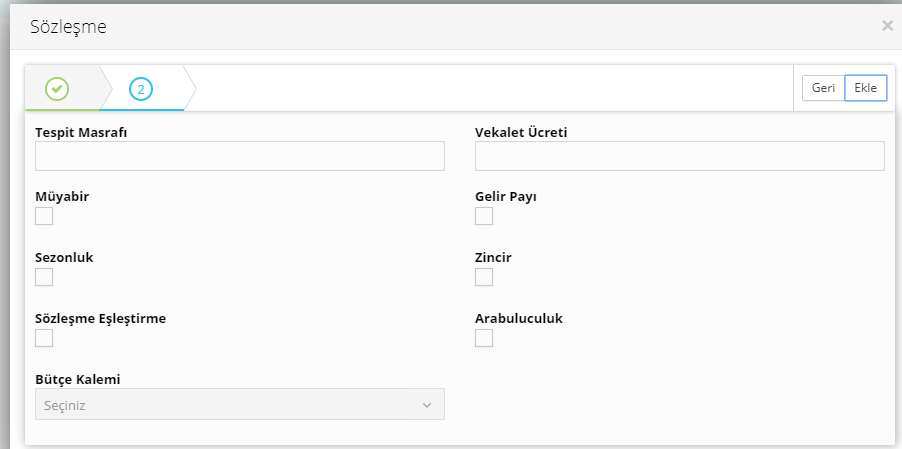 Sözleşme
2
Geri Ekle
Tespit Masrafı Vekalet Ücreti
Müyabir Gelir Payı
Sezonluk Zincir
Sözleşme Eşleştirme Arabuluculuk
Bütçe Kalemi
Seçiniz